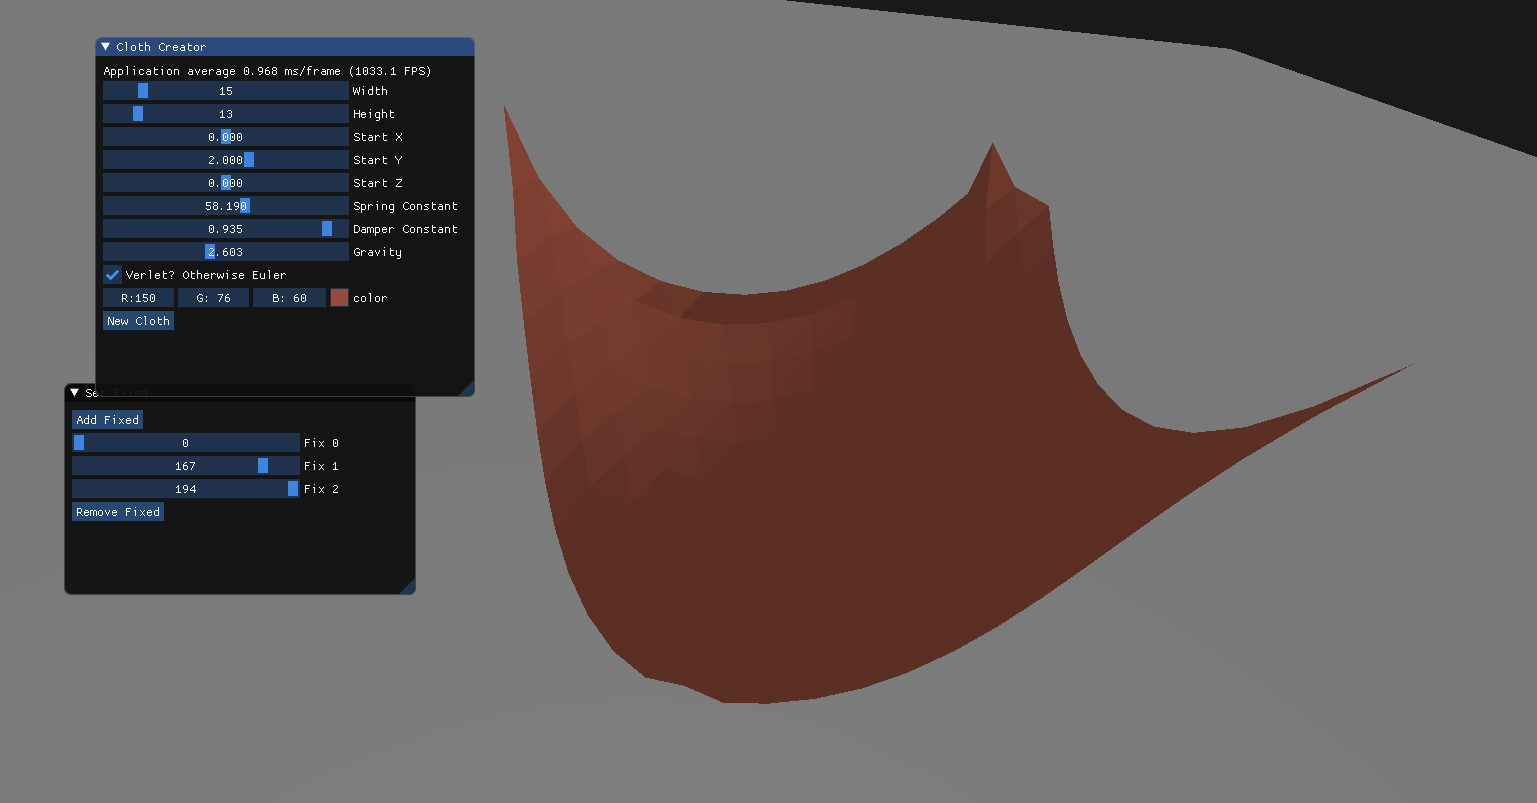 Cloth Creator
Application average 0.968 ms/frame (1033.1 FPS)
15 Width
13 Height
0.000 Start X
2.000 Start Y
0.000 Start Z
58.190 Spring Constant
0.935 Damper Constant
2.603 Gravity
Verlet? Otherwise Euler
R:150 G: 76 B: 60 color
New Cloth
Set Fixed
Add Fixed
0 Fix 0
167 Fix 1
194 Fix 2
Remove Fixed